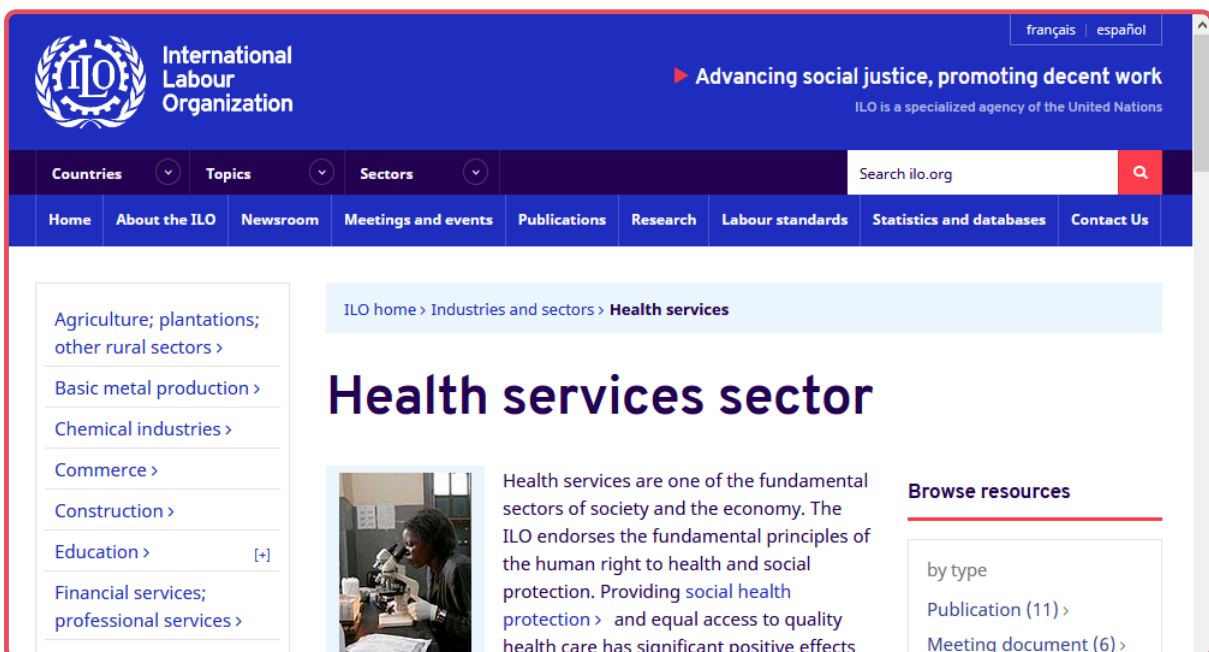 français | español
ILO
International
Labour
Organization
▶ Advancing social justice, promoting decent work
ILO is a specialized agency of the United Nations
Countries Topics Sectors Search ilo.org
Home About the ILO Newsroom Meetings and events Publications Research Labour standards Statistics and databases Contact Us
ILO home › Industries and sectors › Health services
Agriculture; plantations;
other rural sectors ›
Basic metal production ›
Chemical industries ›
Commerce ›
Construction ›
Education › [+]
Financial services;
professional services ›
Health services sector
Health services are one of the fundamental
sectors of society and the economy. The
ILO endorses the fundamental principles of
the human right to health and social
protection. Providing social health
protection › and equal access to quality
health care has significant positive effects
Browse resources
by type
Publication (11) ›
Meeting document (6) ›